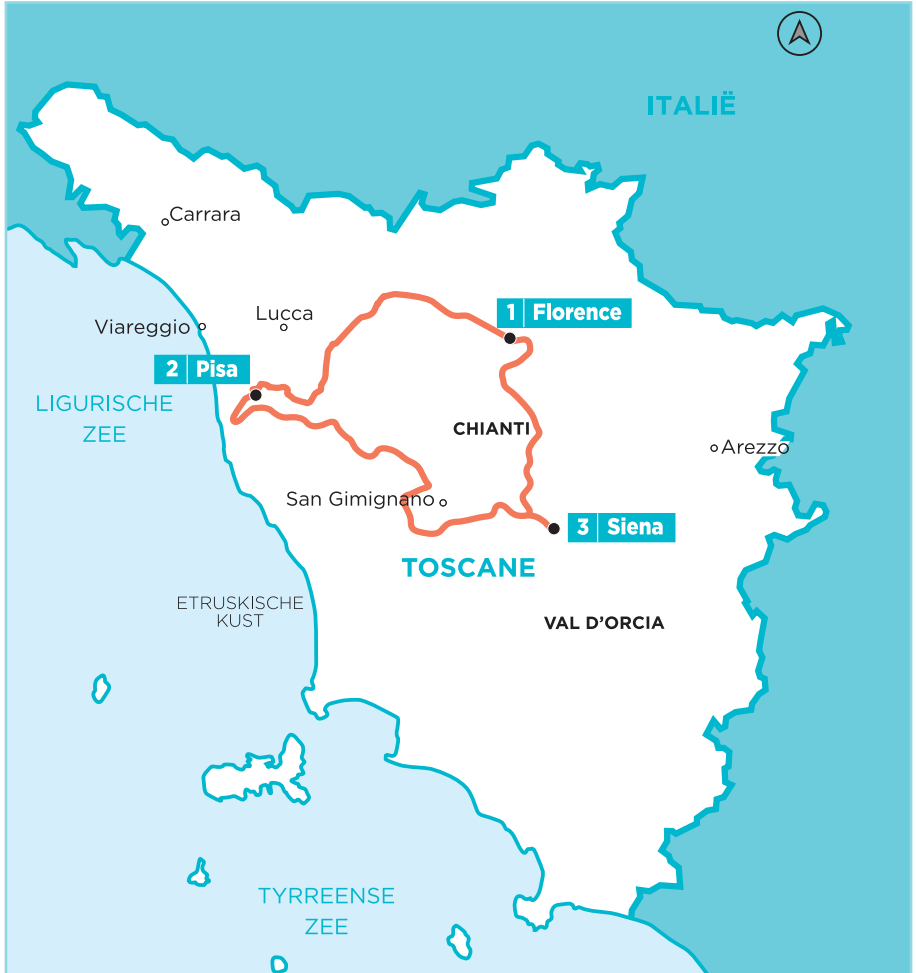 ITALIË
Carrara
1 Florence
Lucca
Viareggio
2 Pisa
LIGURISCHE
ZEE
CHIANTI
Arezzo
San Gimignano
3 Siena
TOSCANE
ETRUSKISCHE
KUST
VAL D'ORCIA
TYRREENSE
ZEE